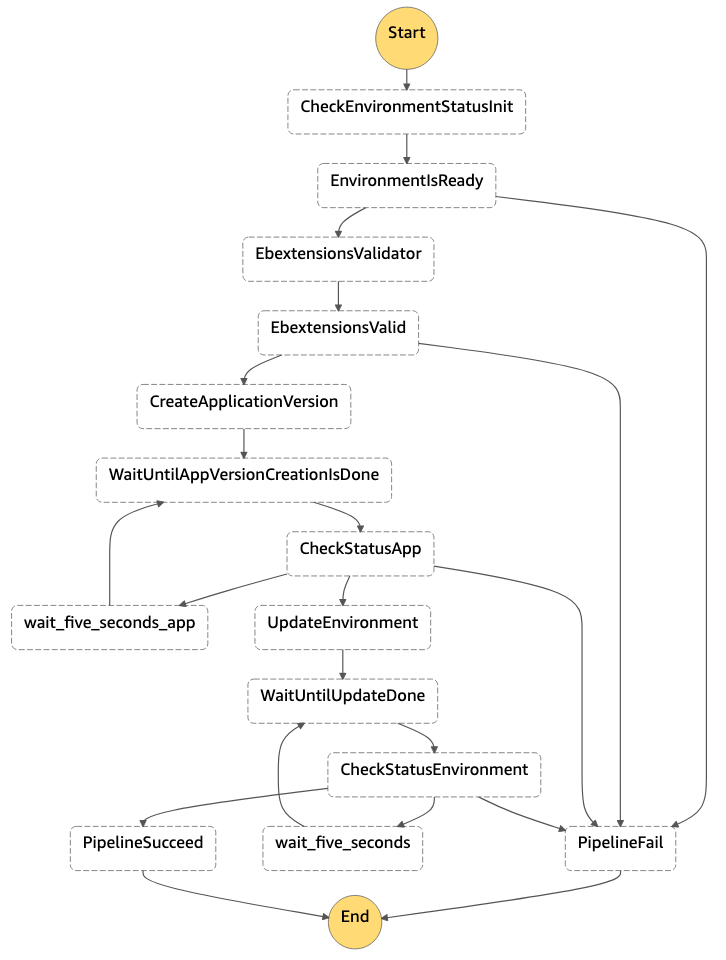 Start
CheckEnvironmentStatusInit
EnvironmentIsReady
EbextensionsValidator
EbextensionsValid
CreateApplicationVersion
WaitUntilAppVersionCreationIsDone
CheckStatusApp
wait_five_seconds_app
UpdateEnvironment
WaitUntilUpdateDone
CheckStatusEnvironment
PipelineSucceed
wait_five_seconds
PipelineFail
End